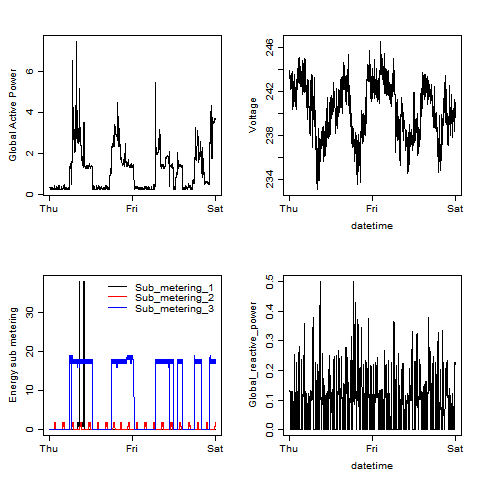 Global Active Power
0 2 4 6
Thu Fri Sat
Voltage
234 238 242 246
Thu Fri Sat
datetime
Energy sub metering
0 10 20 30
Sub_metering_1
Sub_metering_2
Sub_metering_3
Thu Fri Sat
Global_reactive_power
0.0 0.1 0.2 0.3 0.4 0.5
Thu Fri Sat
datetime